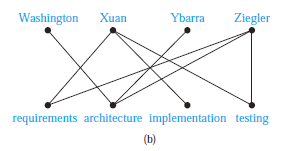 Washington Xuan Ybarra Ziegler
requirements architecture implementation testing
(b)